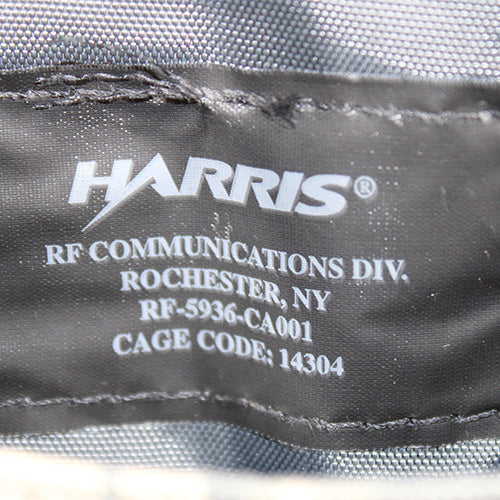 HARRIS®
RF COMMUNICATIONS DIV.
ROCHESTER, NY
RF-5936-CA001
CAGE CODE: 14304